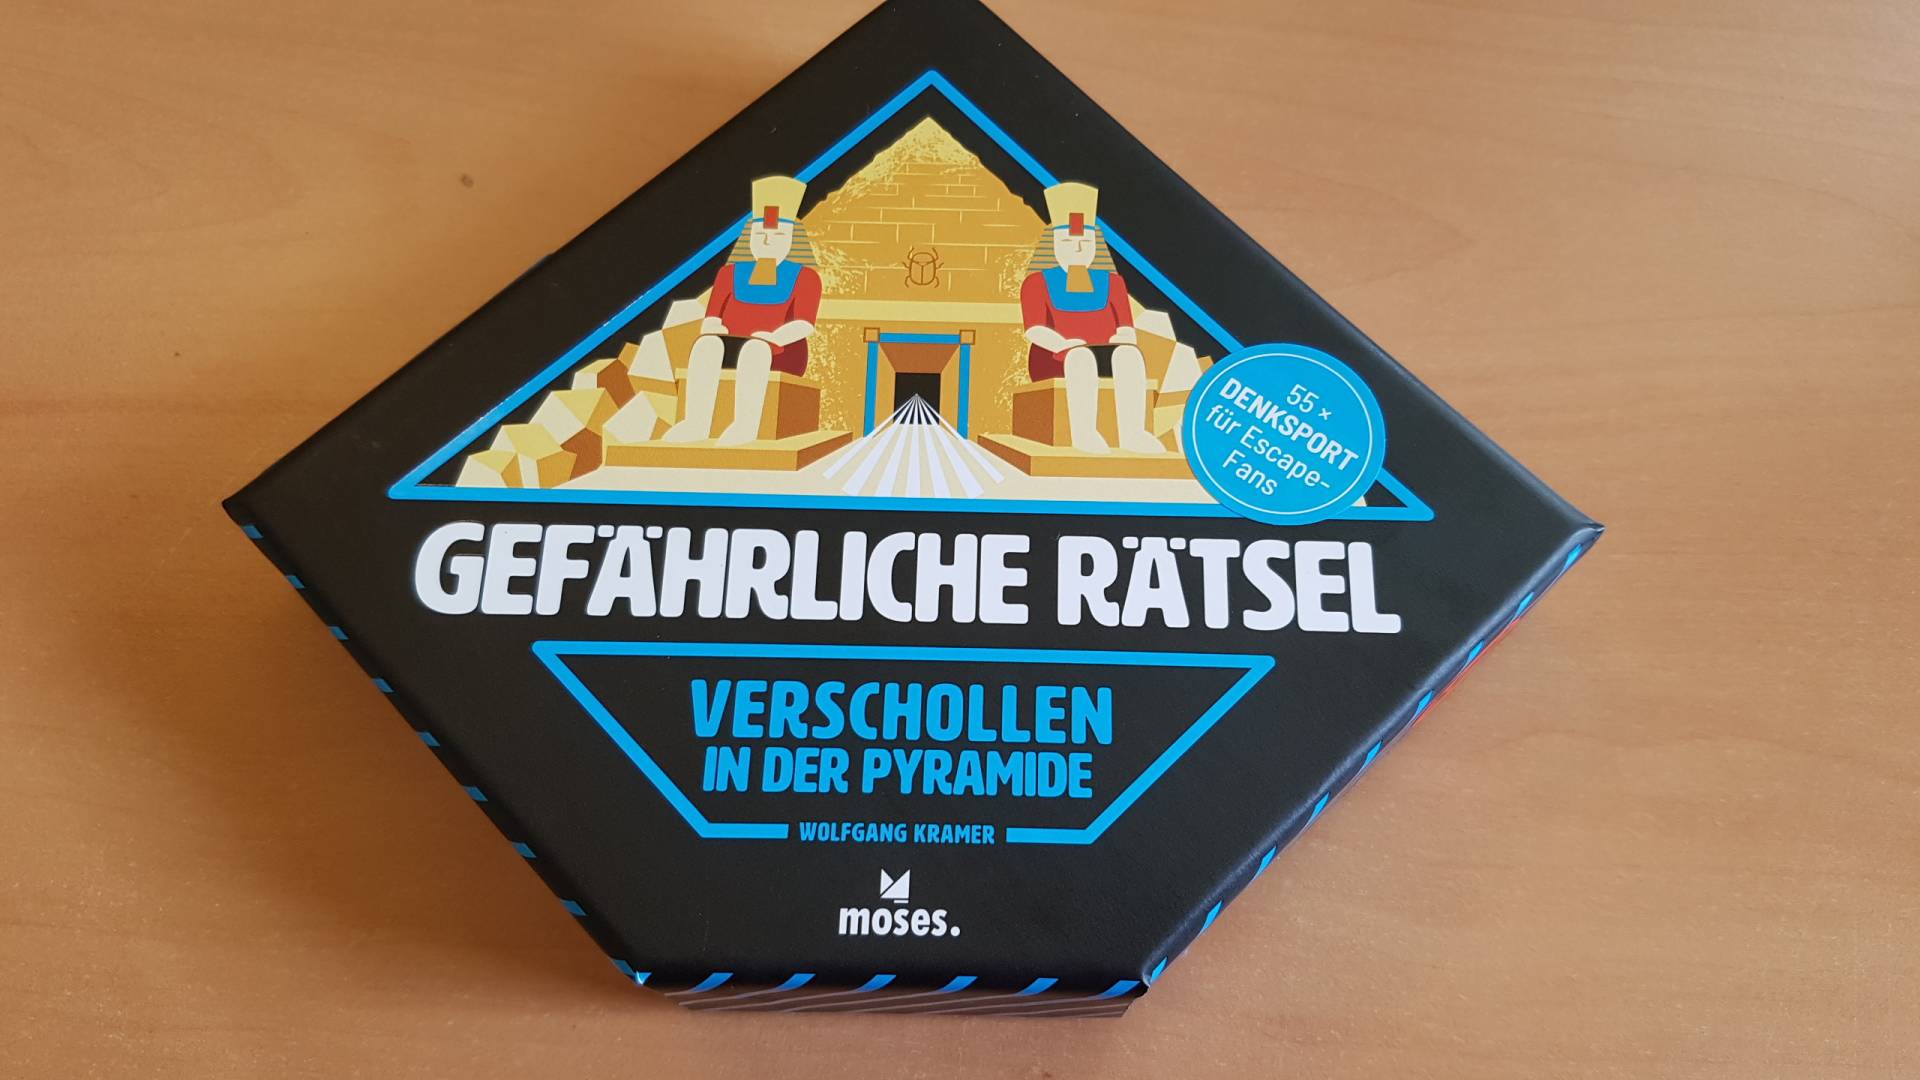 55 x
DENKSPORT
für Escape-
Fans
GEFÄHRLICHE RÄTSEL
VERSCHOLLEN
IN DER PYRAMIDE
WOLFGANG KRAMER
moses.